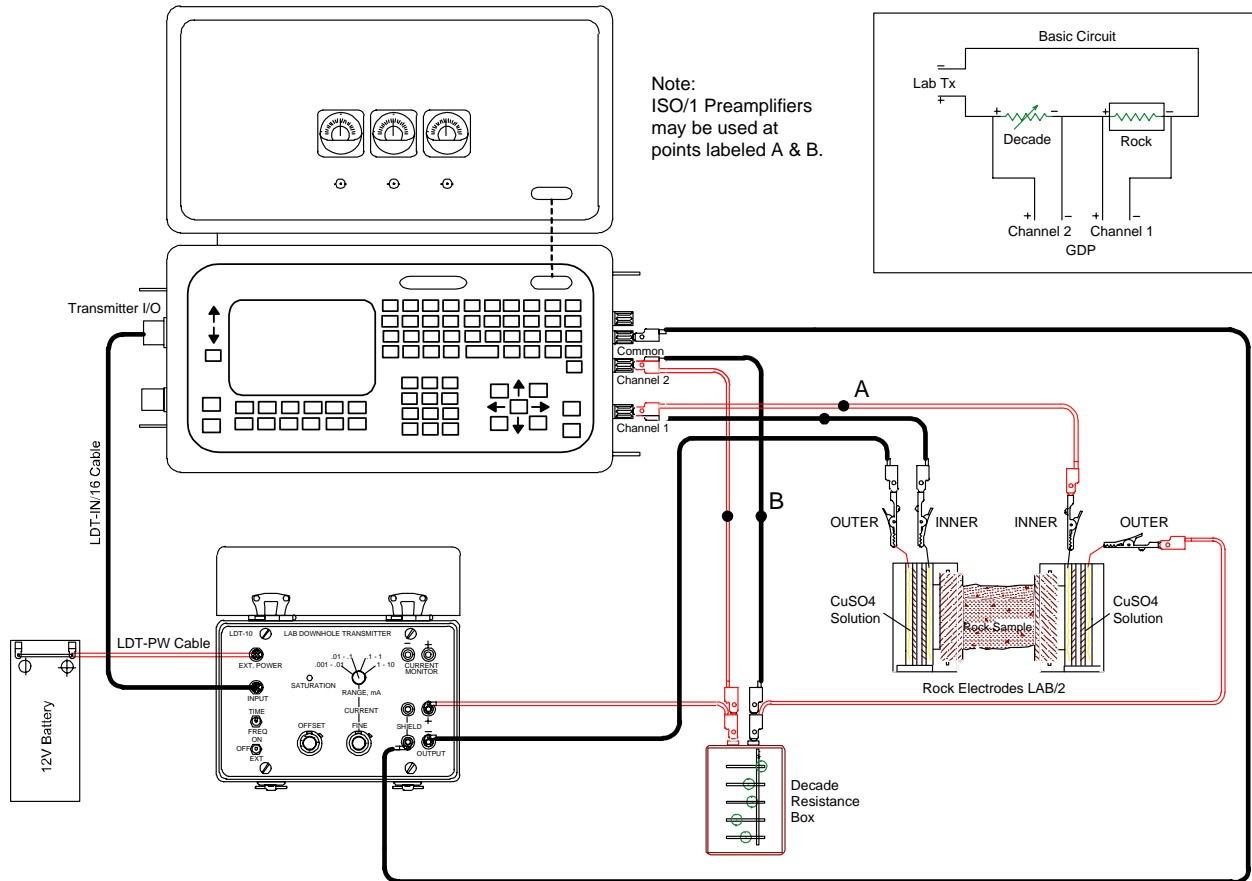 Note:
ISO/1 Preamplifiers
may be used at
points labeled A & B.
Basic Circuit
−
Lab Tx
+
+
−
+
−
Decade
Rock
+
−
+
−
Channel 2
Channel 1
GDP
Transmitter I/O
Common
Channel 2
Channel 1
A
B
LDT-IN/16 Cable
OUTER
INNER
INNER
OUTER
CuSO4
Solution
Rock Sample
CuSO4
Solution
Rock Electrodes LAB/2
LDT-PW Cable
12V Battery
LDT-10
LAB DOWNHOLE TRANSMITTER
EXT. POWER
.01 - .1
.1 - 1
.001 - .01
1 - 10
−
+
CURRENT
MONITOR
SATURATION
RANGE, mA
INPUT
TIME
FREQ
ON
OFF
EXT
OFFSET
CURRENT
FINE
SHIELD
+
−
OUTPUT
+
Decade
Resistance
Box